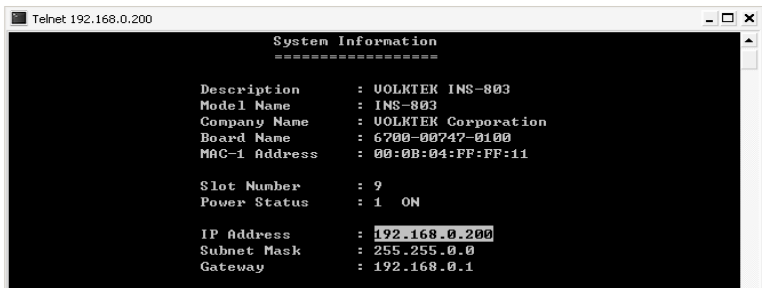 Telnet 192.168.0.200
System Information
==================
Description : VOLKTEK INS-803
Model Name : INS-803
Company Name : VOLKTEK Corporation
Board Name : 6700-00747-0100
MAC-1 Address : 00:0B:04:FF:FF:11
Slot Number : 9
Power Status : 1 ON
IP Address : 192.168.0.200
Subnet Mask : 255.255.0.0
Gateway : 192.168.0.1